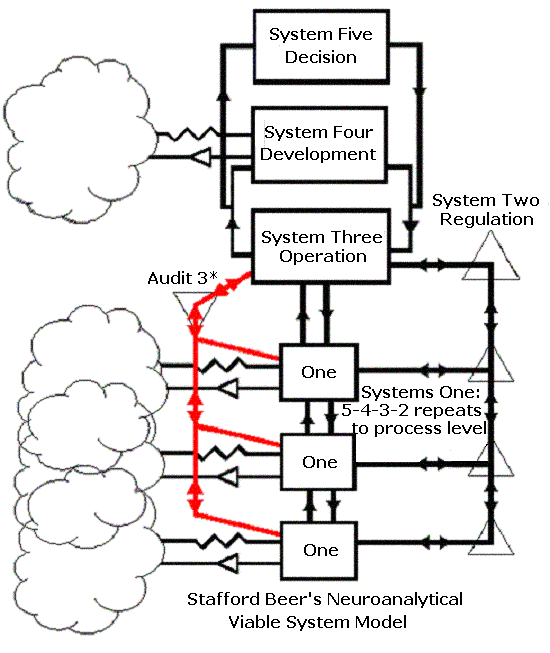 System Five
Decision
System Four
Development
System Two
Regulation
System Three
Operation
Audit 3*
One
Systems One:
5-4-3-2 repeats
to process level
One
One
Stafford Beer's Neuroanalytical
Viable System Model